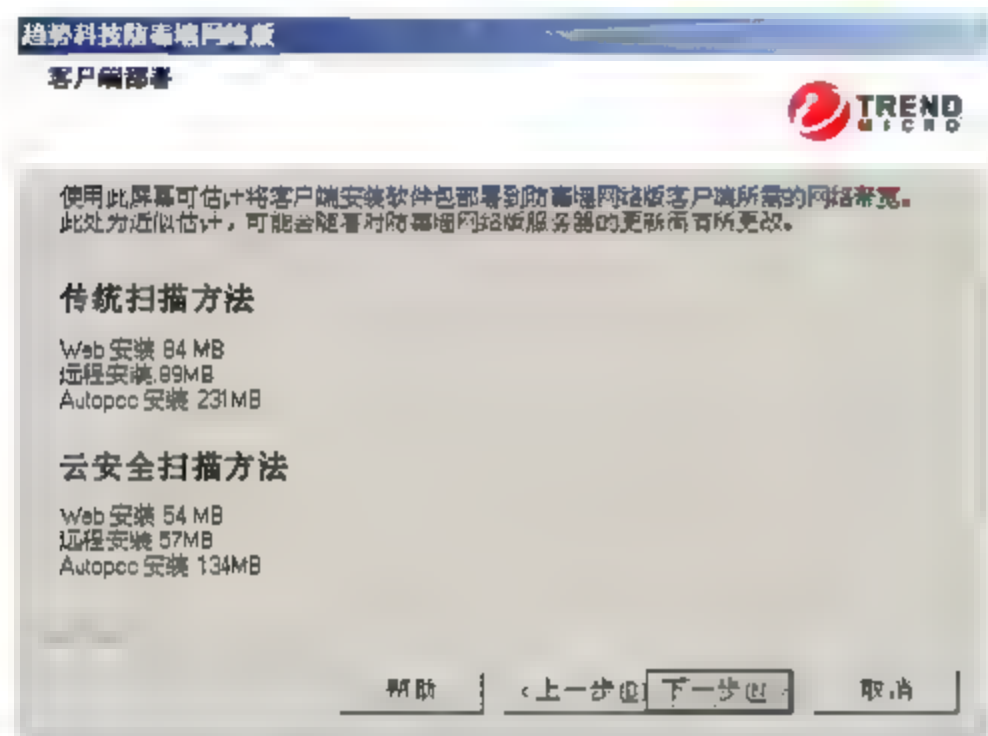 趋势科技防毒墙网络版
客户端部署
TREND
MICRO
使用此屏幕可估计将客户端安装软件包部署到防毒墙网络版客户端所需的网络带宽。
此处为近似估计，可能会随着对防毒墙网络版服务器的更新而有所更改。
传统扫描方法
Web 安装 84 MB
远程安装 89MB
Autopcc 安装 231MB
云安全扫描方法
Web 安装 54 MB
远程安装 57MB
Autopcc 安装 134MB
帮助 <上一步(B) 下一步(N) 取消